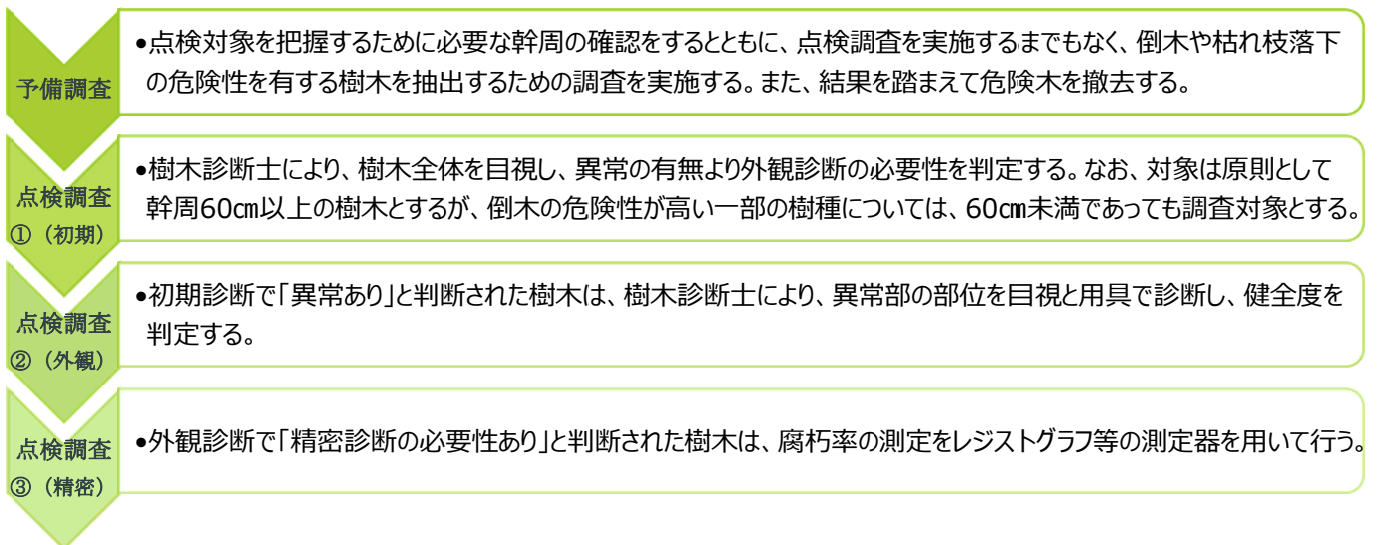 予備調査
•点検対象を把握するために必要な幹周の確認をするとともに、点検調査を実施するまでもなく、倒木や枯れ枝落下
の危険性を有する樹木を抽出するための調査を実施する。また、結果を踏まえて危険木を撤去する。
点検調査
①（初期）
•樹木診断士により、樹木全体を目視し、異常の有無より外観診断の必要性を判定する。なお、対象は原則として
幹周60㎝以上の樹木とするが、倒木の危険性が高い一部の樹種については、60㎝未満であっても調査対象とする。
点検調査
②（外観）
•初期診断で「異常あり」と判断された樹木は、樹木診断士により、異常部の部位を目視と用具で診断し、健全度を
判定する。
点検調査
③（精密）
•外観診断で「精密診断の必要性あり」と判断された樹木は、腐朽率の測定をレジストグラフ等の測定器を用いて行う。